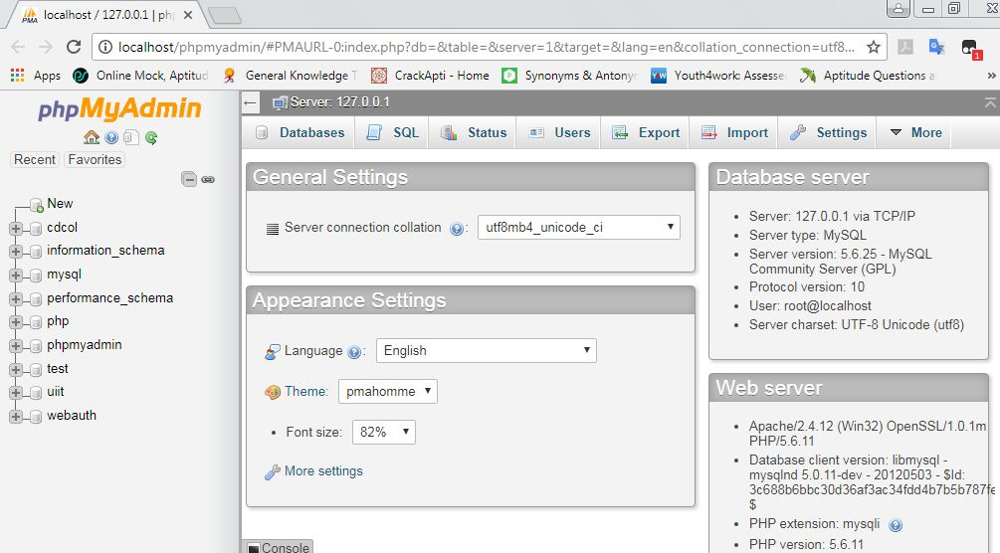 PMA
localhost / 127.0.0.1 | ph
localhost/phpmyadmin/#PMAURL-0:index.php?db=&table=&server=1&target=&lang=en&collation_connection=utf8...
1
Apps
Online Mock, Aptitud
General Knowledge T
CrackApti - Home
Synonyms & Antony
Youth4work: Assesse
Aptitude Questions a
»
phpMyAdmin
Recent
Favorites
New
cdcol
information_schema
mysql
performance_schema
php
phpmyadmin
test
uiit
webauth
Server: 127.0.0.1
Databases
SQL
Status
Users
Export
Import
Settings
More
General Settings
Server connection collation :
utf8mb4_unicode_ci
Appearance Settings
Language :
English
Theme:
pmahomme
• Font size:
82%
More settings
Console
Database server
• Server: 127.0.0.1 via TCP/IP
• Server type: MySQL
• Server version: 5.6.25 - MySQL
Community Server (GPL)
• Protocol version: 10
• User: root@localhost
• Server charset: UTF-8 Unicode (utf8)
Web server
• Apache/2.4.12 (Win32) OpenSSL/1.0.1m
PHP/5.6.11
• Database client version: libmysql -
mysqlnd 5.0.11-dev - 20120503 - $Id:
3c688b6bbc30d36af3ac34fdd4b7b5b787fe
$
• PHP extension: mysqli
• PHP version: 5.6.11